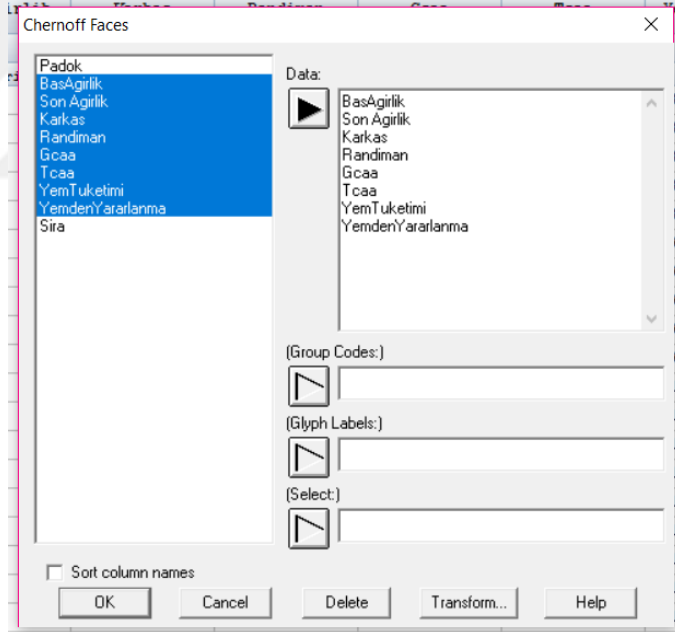 Chernoff Faces
Padok
BasAgirlik
Son Agirlik
Karkas
Randiman
Gcaa
Tcaa
YemTuketimi
YemdenYararlanma
Sira
Data:
BasAgirlik
Son Agirlik
Karkas
Randiman
Gcaa
Tcaa
YemTuketimi
YemdenYararlanma
(Group Codes:)
(Glyph Labels:)
(Select:)
Sort column names
OK Cancel Delete Transform... Help